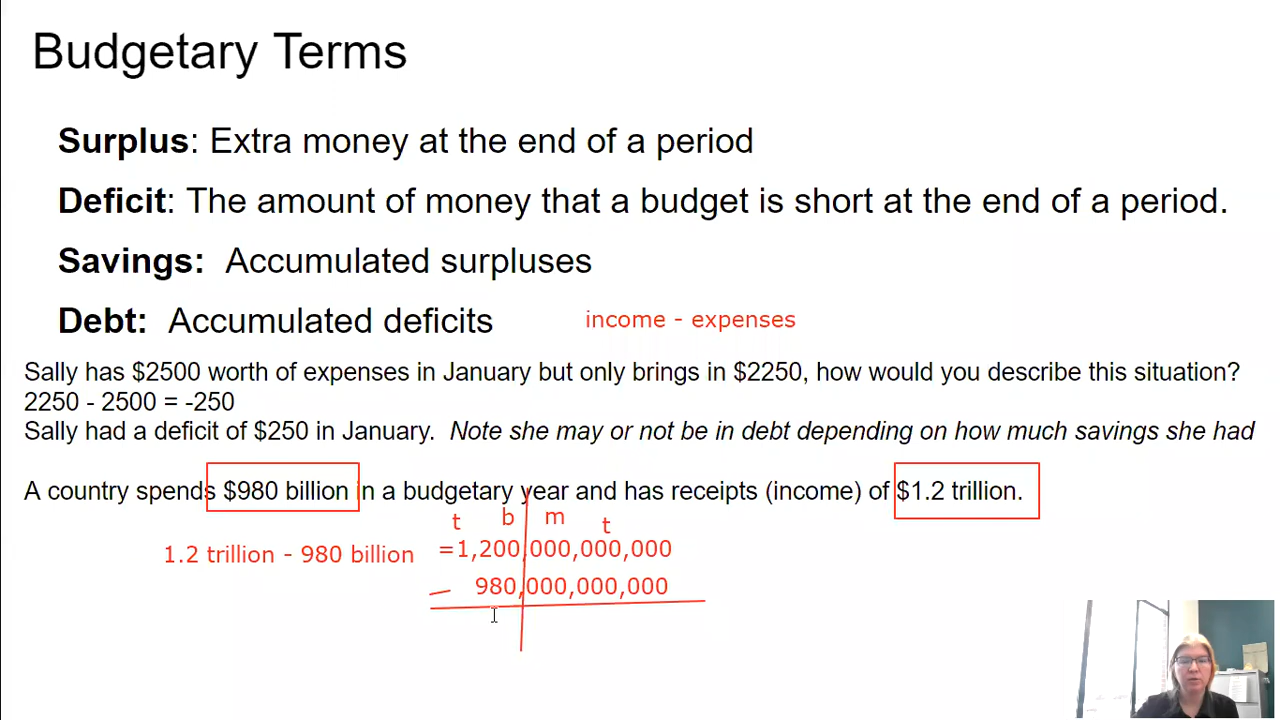 Budgetary Terms
Surplus: Extra money at the end of a period
Deficit: The amount of money that a budget is short at the end of a period.
Savings: Accumulated surpluses
Debt: Accumulated deficits
income - expenses
Sally has $2500 worth of expenses in January but only brings in $2250, how would you describe this situation?
2250 - 2500 = -250
Sally had a deficit of $250 in January. Note she may or not be in debt depending on how much savings she had
A country spends $980 billion in a budgetary year and has receipts (income) of $1.2 trillion.
t b m t
1.2 trillion - 980 billion =1,200,000,000,000
- 980,000,000,000